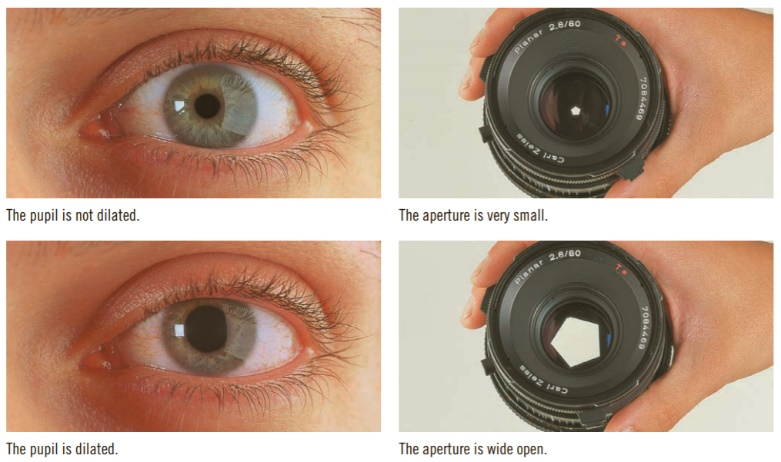 Planar 2.8/80
T*
7084469
Carl Zeiss
The pupil is not dilated.
The aperture is very small.
Planar 2.8/80
T*
7084469
Carl Zeiss
The pupil is dilated.
The aperture is wide open.